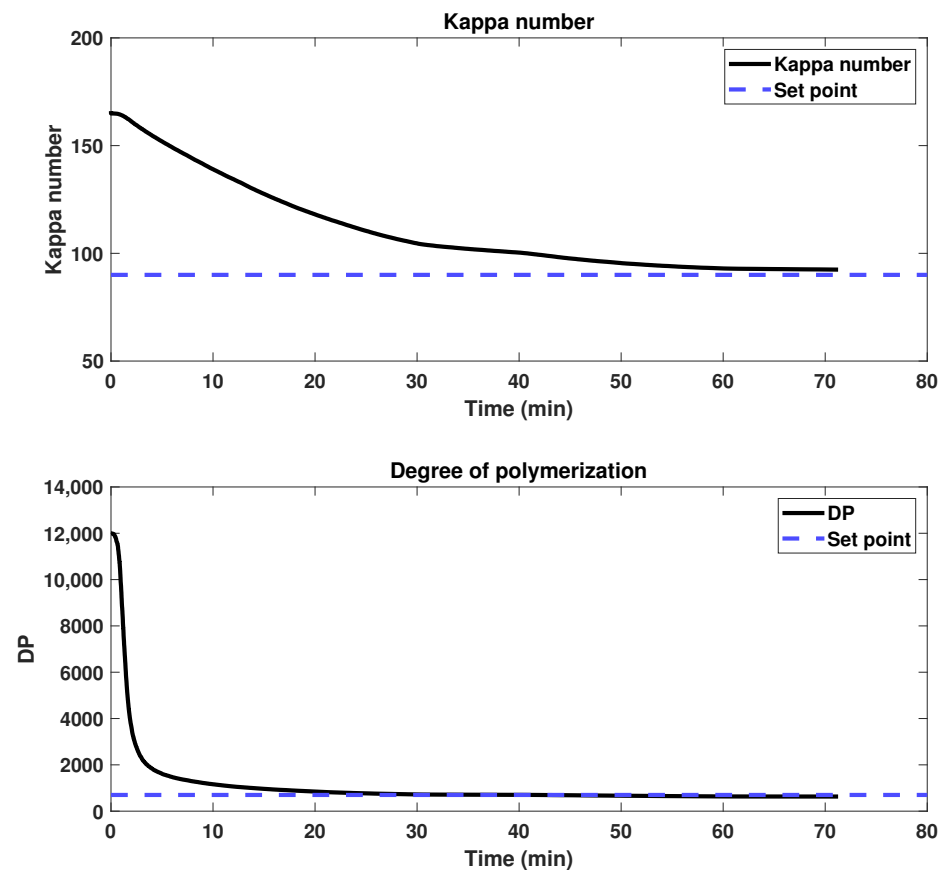 Kappa number
200
150
100
50
Kappa number
Kappa number
Set point
0 10 20 30 40 50 60 70 80
Time (min)
Degree of polymerization
14,000
12,000
10,000
8000
6000
4000
2000
0
DP
DP
Set point
0 10 20 30 40 50 60 70 80
Time (min)